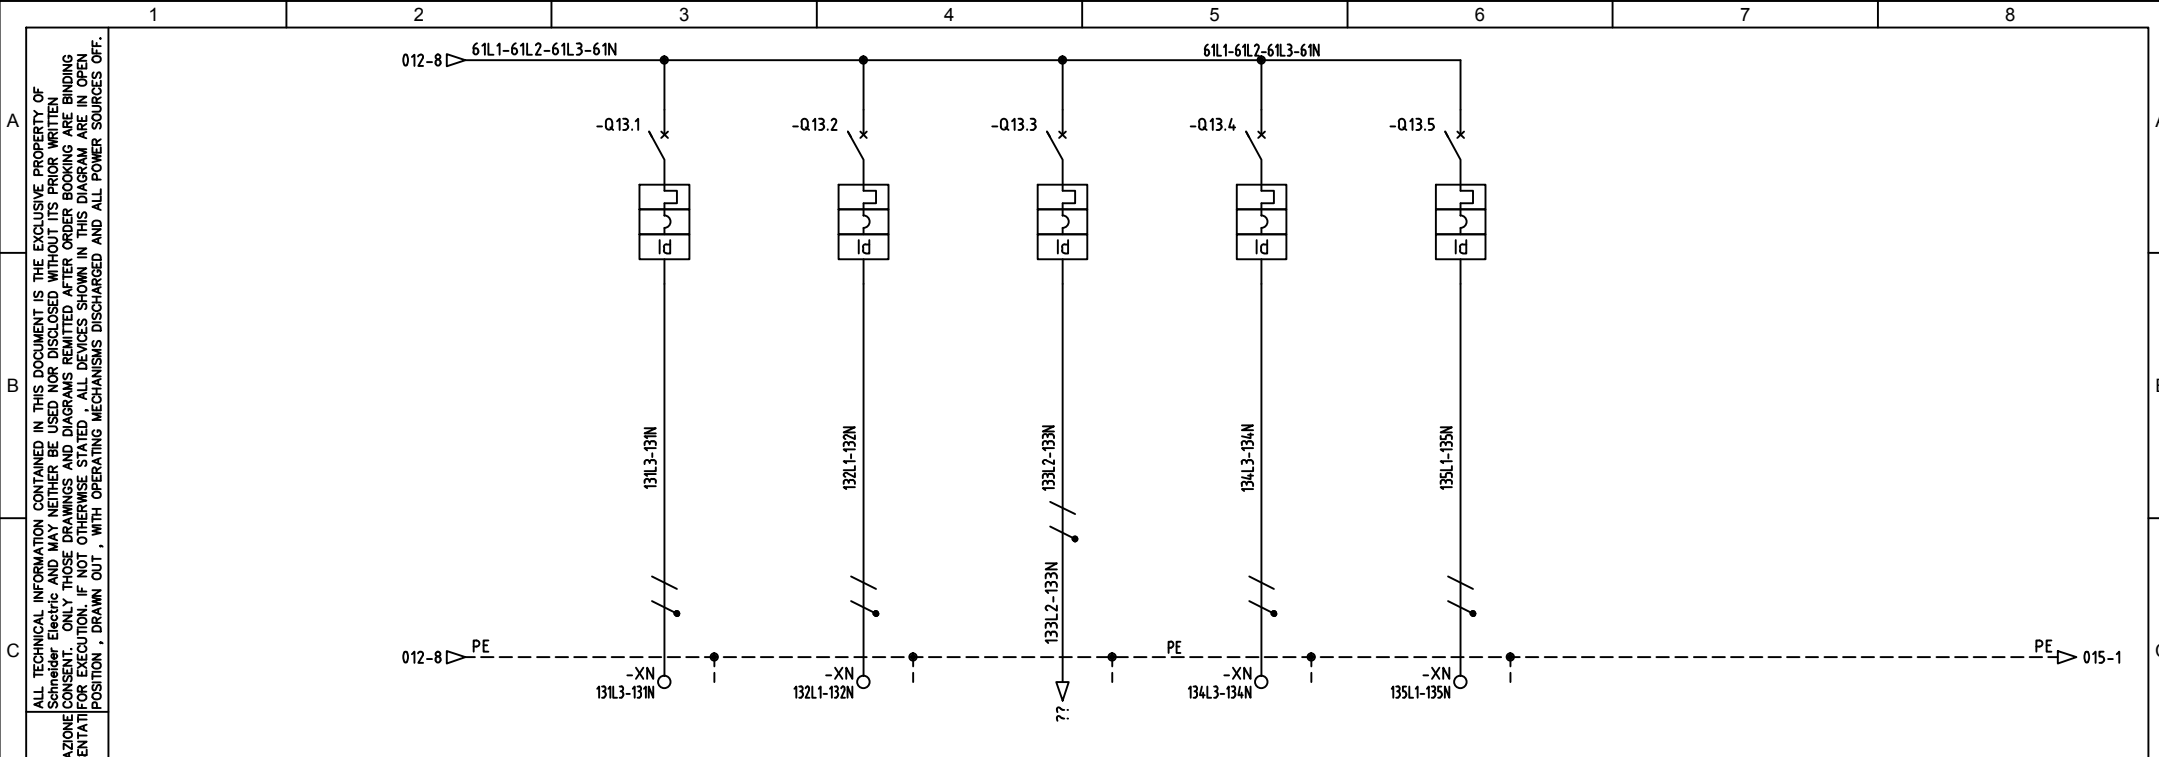 1 2 3 4 5 6 7 8
A
B
C
ALL TECHNICAL INFORMATION CONTAINED IN THIS DOCUMENT IS THE EXCLUSIVE PROPERTY OF
Schneider Electric AND MAY NEITHER BE USED NOR DISCLOSED WITHOUT ITS PRIOR WRITTEN
CONSENT. ONLY THOSE DRAWINGS AND DIAGRAMS REMITTED AFTER ORDER BOOKING ARE BINDING
FOR EXECUTION. IF NOT OTHERWISE STATED , ALL DEVICES SHOWN IN THIS DIAGRAM ARE IN OPEN
POSITION , DRAWN OUT , WITH OPERATING MECHANISMS DISCHARGED AND ALL POWER SOURCES OFF.
AZIONE
ENTATI
012-8 61L1-61L2-61L3-61N 61L1-61L2-61L3-61N
-Q13.1 -Q13.2 -Q13.3 -Q13.4 -Q13.5
Id Id Id Id Id
131L3-131N 132L1-132N 133L2-133N 134L3-134N 135L1-135N
133L2-133N
012-8 PE PE PE 015-1
-XN -XN -XN -XN
131L3-131N 132L1-132N 134L3-134N 135L1-135N
??